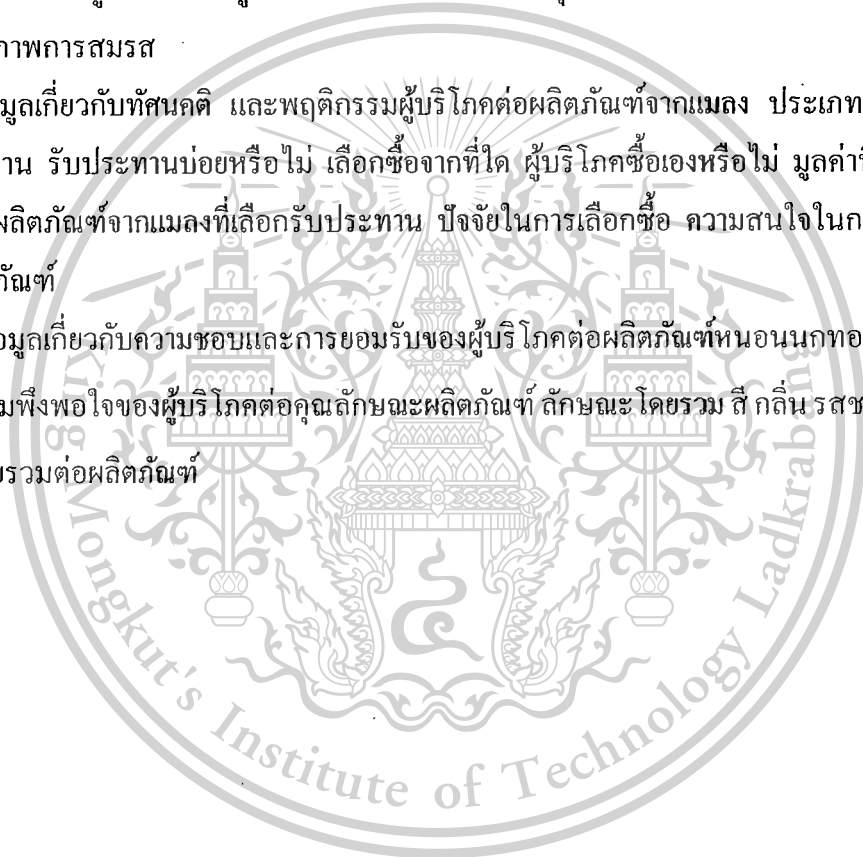 ภาพการสมรส
มูลเกี่ยวกับทัศนคติ และพฤติกรรมผู้บริโภคต่อผลิตภัณฑ์จากแมลง ประเภท
าน รับประทานบ่อยหรือไม่ เลือกซื้อจากที่ใด ผู้บริโภคซื้อเองหรือไม่ มูลค่าที
ผลิตภัณฑ์จากแมลงที่เลือกรับประทาน ปัจจัยในการเลือกซื้อ ความสนใจในก
ภัณฑ์
อมูลเกี่ยวกับความชอบและการยอมรับของผู้บริโภคต่อผลิตภัณฑ์หนอนนกทอ
มพึงพอใจของผู้บริโภคต่อคุณลักษณะผลิตภัณฑ์ ลักษณะโดยรวม สี กลิ่น รสช
ยรวมต่อผลิตภัณฑ์
King Mongkut's Institute of Technology Ladkrabang